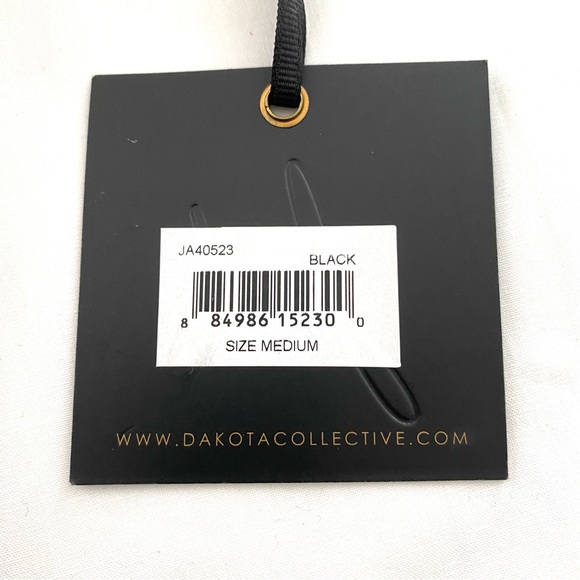 JA40523
BLACK
8 84986 15230 0
SIZE MEDIUM
WWW.DAKOTACOLLECTIVE.COM